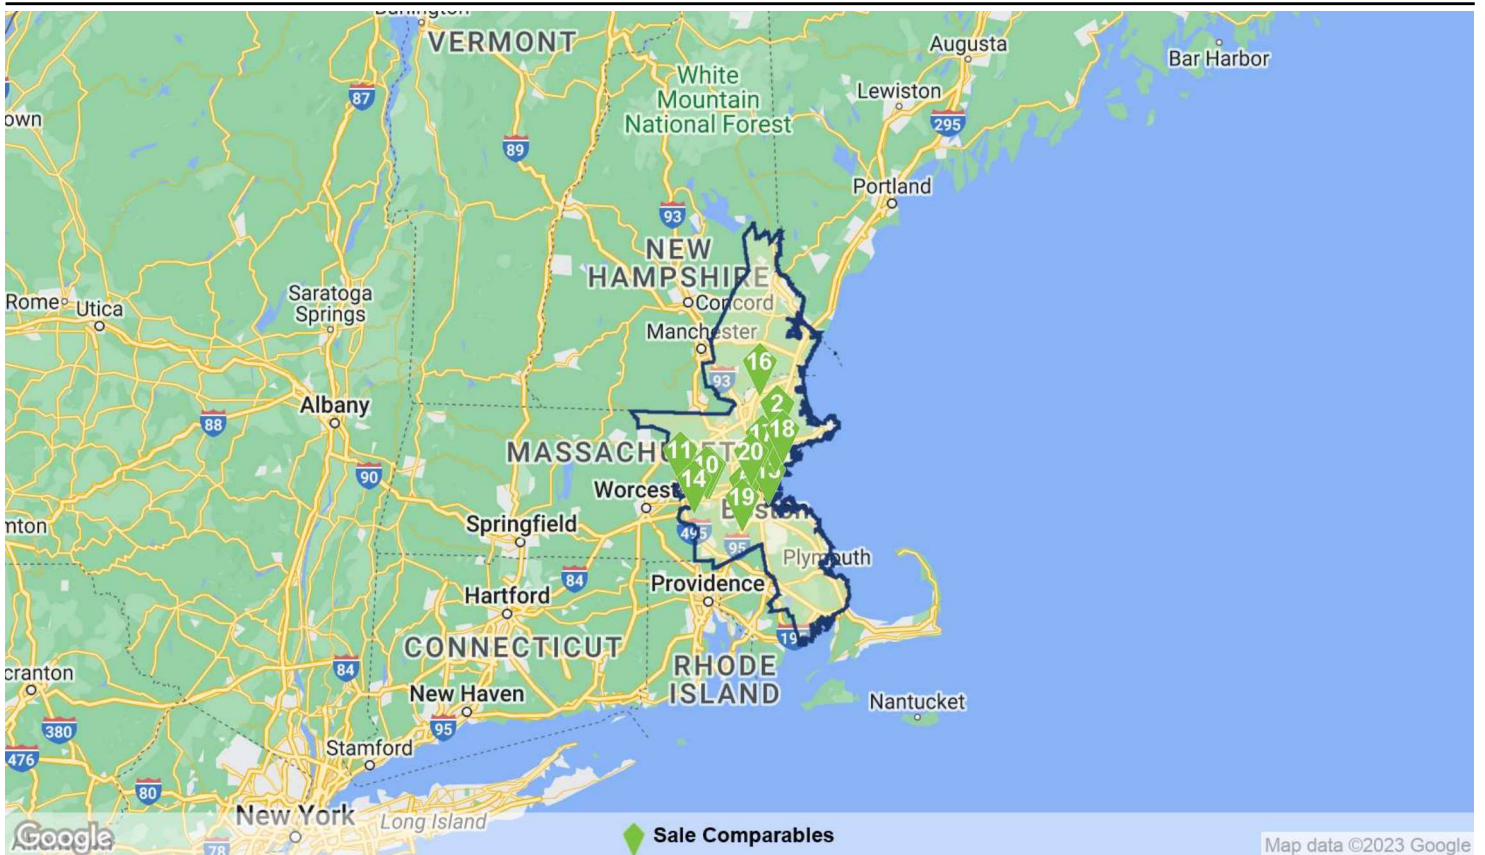 VERMONT
Augusta
Bar Harbor
White
Mountain
National Forest
Lewiston
87
295
own
89
Portland
93
NEW
HAMPSHIRE
Concord
Rome
Utica
Saratoga
Springs
Manchester
16
93
2
Albany
88
18
MASSACHU
11
20
10
90
14
Worcest
19
Springfield
495
95
nton
Plymouth
84
Providence
Hartford
CONNECTICUT
195
RHODE
ISLAND
84
cranton
New Haven
Nantucket
95
380
Stamford
476
80
New York
Long Island
Sale Comparables
Google
78
Map data ©2023 Google